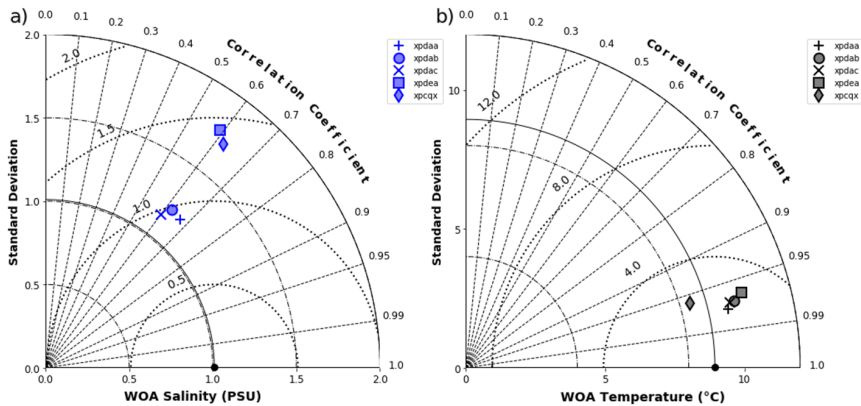 a)
0.0
0.1
0.2
0.3
0.4
0.5
0.6
0.7
0.8
0.9
0.95
0.99
1.0
Correlation Coefficient
2.0
1.5
1.0
0.5
0.0
Standard Deviation
2.0
1.5
1.0
0.5
0.0
0.5
1.0
1.5
2.0
WOA Salinity (PSU)
xpdaa
xpdab
xpdac
xpdea
xpcqx
b)
0.0
0.1
0.2
0.3
0.4
0.5
0.6
0.7
0.8
0.9
0.95
0.99
1.0
Correlation Coefficient
10
5
0
Standard Deviation
12.0
8.0
4.0
0
5
10
WOA Temperature (°C)
xpdaa
xpdab
xpdac
xpdea
xpcqx